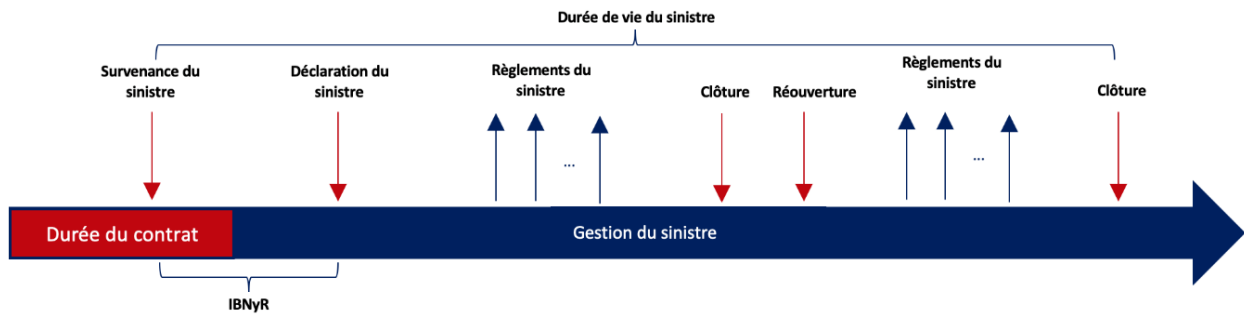 Durée de vie du sinistre
Survenance du
sinistre
Déclaration du
sinistre
Règlements du
sinistre
Clôture
Réouverture
Règlements du
sinistre
Clôture
...
...
Durée du contrat
Gestion du sinistre
IBNyR